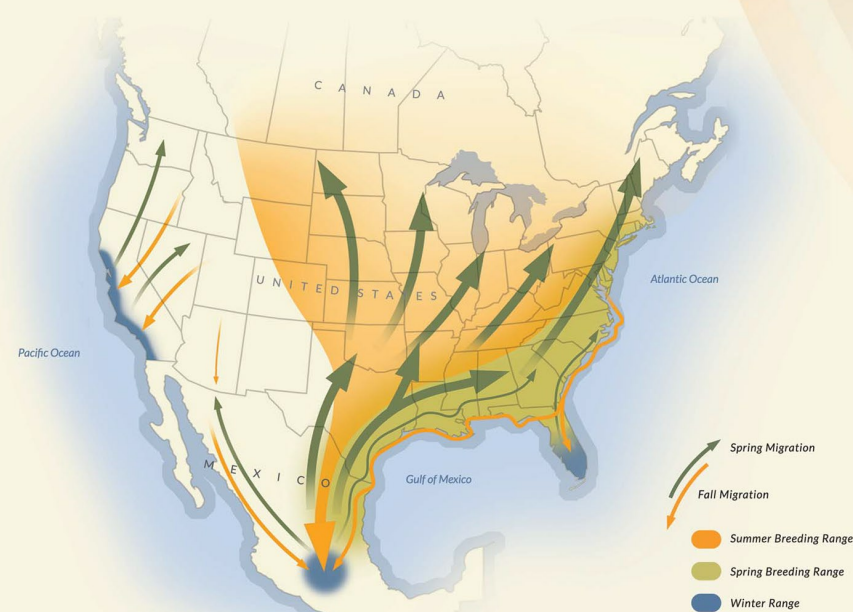 CANADA
UNITED STATES
Atlantic Ocean
Pacific Ocean
MEXICO
Gulf of Mexico
Spring Migration
Fall Migration
Summer Breeding Range
Spring Breeding Range
Winter Range